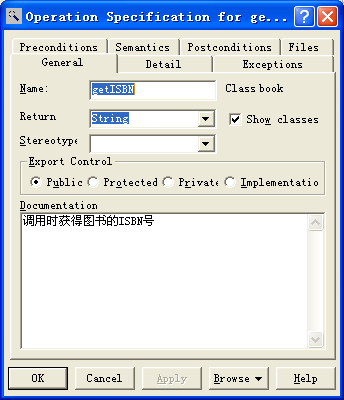 Operation Specification for ge...
Preconditions Semantics Postconditions Files
General Detail Exceptions
Name: getISBN Class book
Return String Show classes
Stereotype
Export Control
Public Protected Private Implementatio
Documentation
调用时获得图书的ISBN号
OK Cancel Apply Browse Help